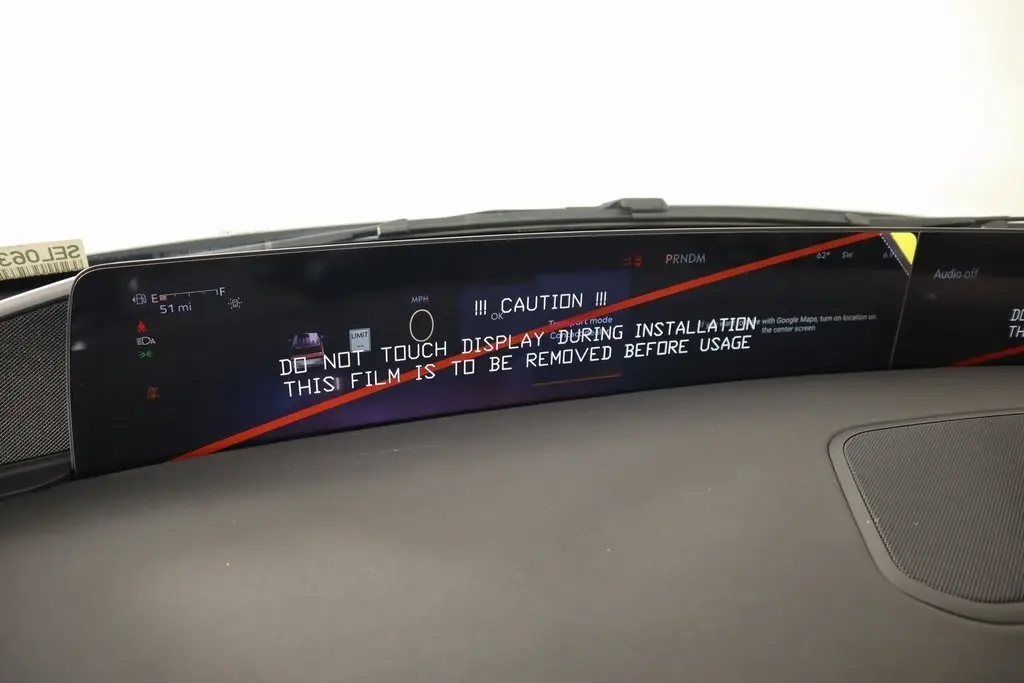 SEL063
E F
51 mi
MPH
LIMIT
PRNDM
62° SW
Audio off
!!! CAUTION !!!
OK
Transport mode
DO NOT TOUCH DISPLAY DURING INSTALLATION
THIS FILM IS TO BE REMOVED BEFORE USAGE
with Google Maps, turn on location on
the center screen